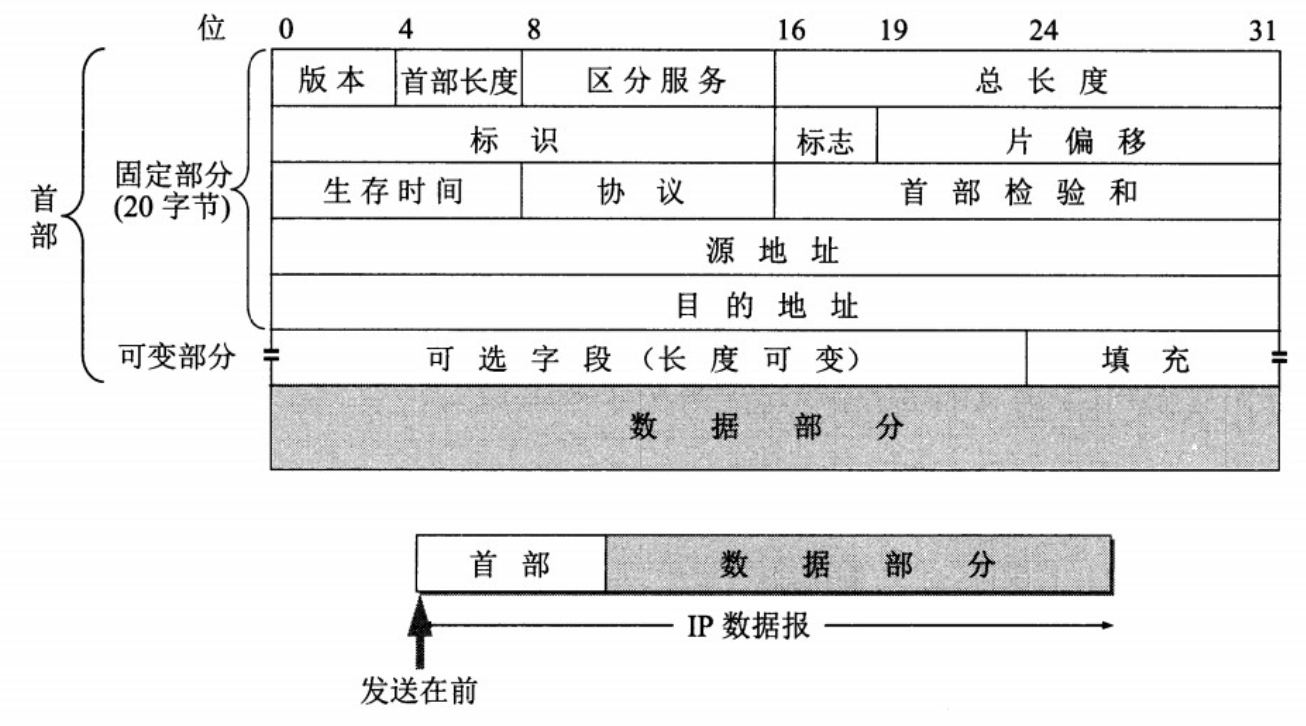 位 0 4 8 16 19 24 31
版本 首部长度 区分服务 总长度
标识 标志 片偏移
固定部分
(20 字节)
首部
生存时间 协议 首部检验和
源地址
目的地址
可变部分 可选字段（长度可变） 填充
数据部分
首部 数据部分
IP 数据报
发送在前